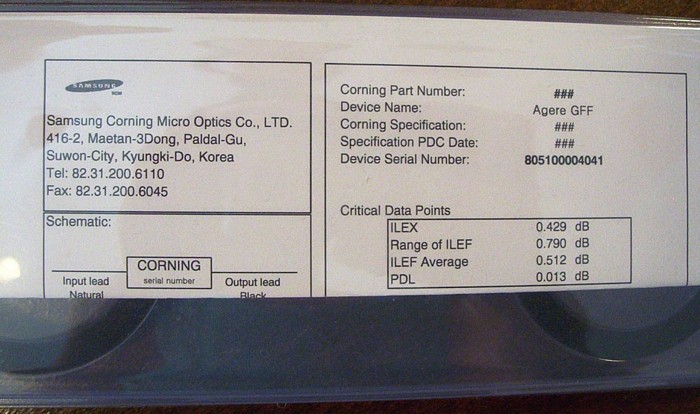 SAMSUNG
SCM
Samsung Corning Micro Optics Co., LTD.
416-2, Maetan-3Dong, Paldal-Gu,
Suwon-City, Kyungki-Do, Korea
Tel: 82.31.200.6110
Fax: 82.31.200.6045
Schematic:
CORNING
serial number
Input lead
Natural
Output lead
Black
Corning Part Number: ###
Device Name: Agere GFF
Corning Specification: ###
Specification PDC Date: ###
Device Serial Number: 805100004041
Critical Data Points
ILEX 0.429 dB
Range of ILEF 0.790 dB
ILEF Average 0.512 dB
PDL 0.013 dB